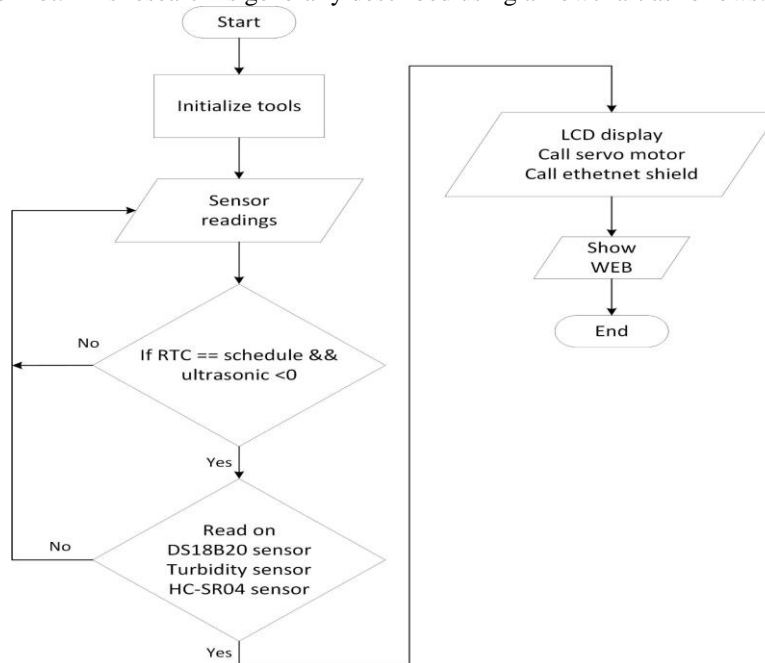 Start
Initialize tools
Sensor
readings
No
If RTC == schedule &&
ultrasonic <0
Yes
No
Read on
DS18B20 sensor
Turbidity sensor
HC-SR04 sensor
Yes
LCD display
Call servo motor
Call ethetnet shield
Show
WEB
End